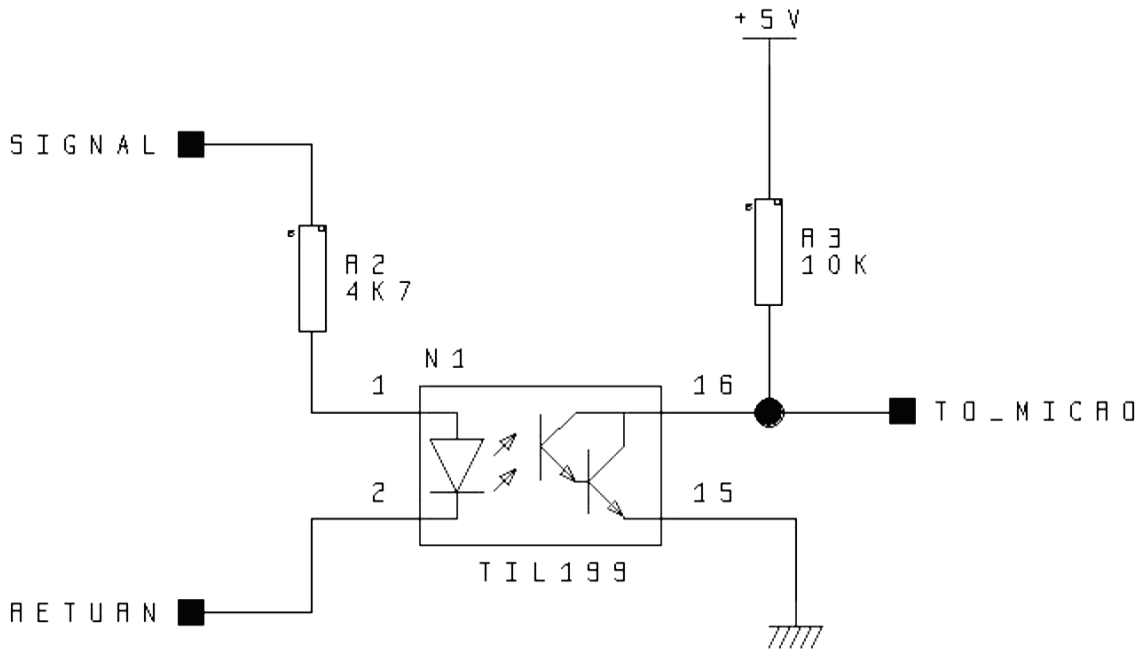 +5V
SIGNAL
R2
4K7
R3
10K
N1
1
16
TO_MICRO
2
15
TIL199
RETURN